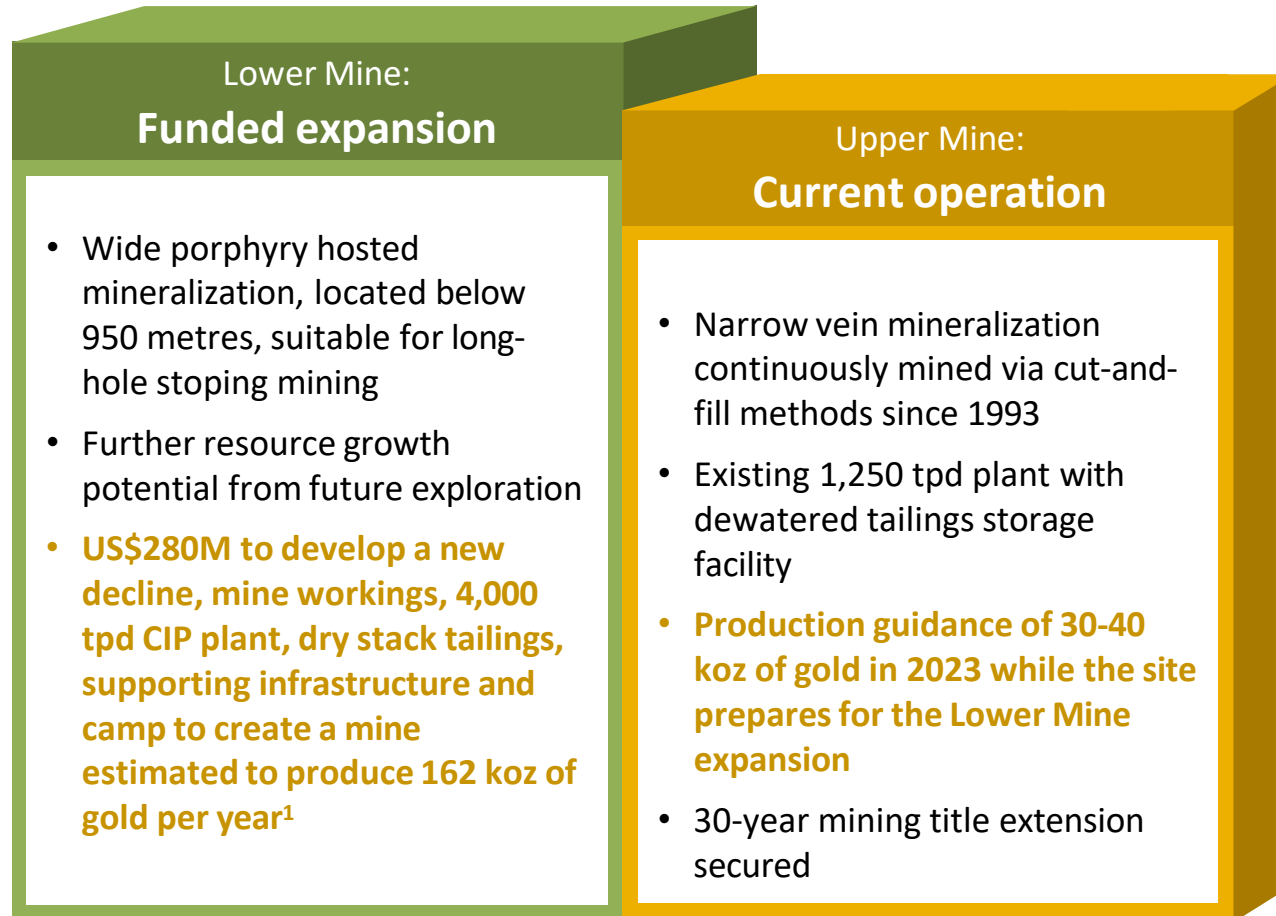 Lower Mine:
Funded expansion
• Wide porphyry hosted
mineralization, located below
950 metres, suitable for long-
hole stoping mining
• Further resource growth
potential from future exploration
• US$280M to develop a new
decline, mine workings, 4,000
tpd CIP plant, dry stack tailings,
supporting infrastructure and
camp to create a mine
estimated to produce 162 koz of
gold per year¹
Upper Mine:
Current operation
• Narrow vein mineralization
continuously mined via cut-and-
fill methods since 1993
• Existing 1,250 tpd plant with
dewatered tailings storage
facility
• Production guidance of 30-40
koz of gold in 2023 while the site
prepares for the Lower Mine
expansion
• 30-year mining title extension
secured